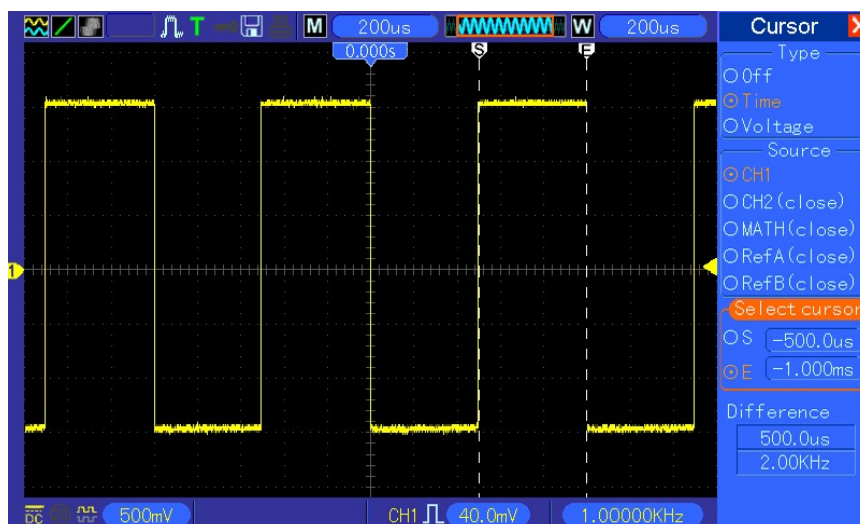 T M 200us W 200us Cursor X
0.000s S E
Type
Off
Time
Voltage
Source
CH1
CH2(close)
MATH(close)
RefA(close)
RefB(close)
1
Select cursor
S -500.0us
E -1.000ms
Difference
500.0us
2.00KHz
DC 500mV CH1 40.0mV 1.00000KHz